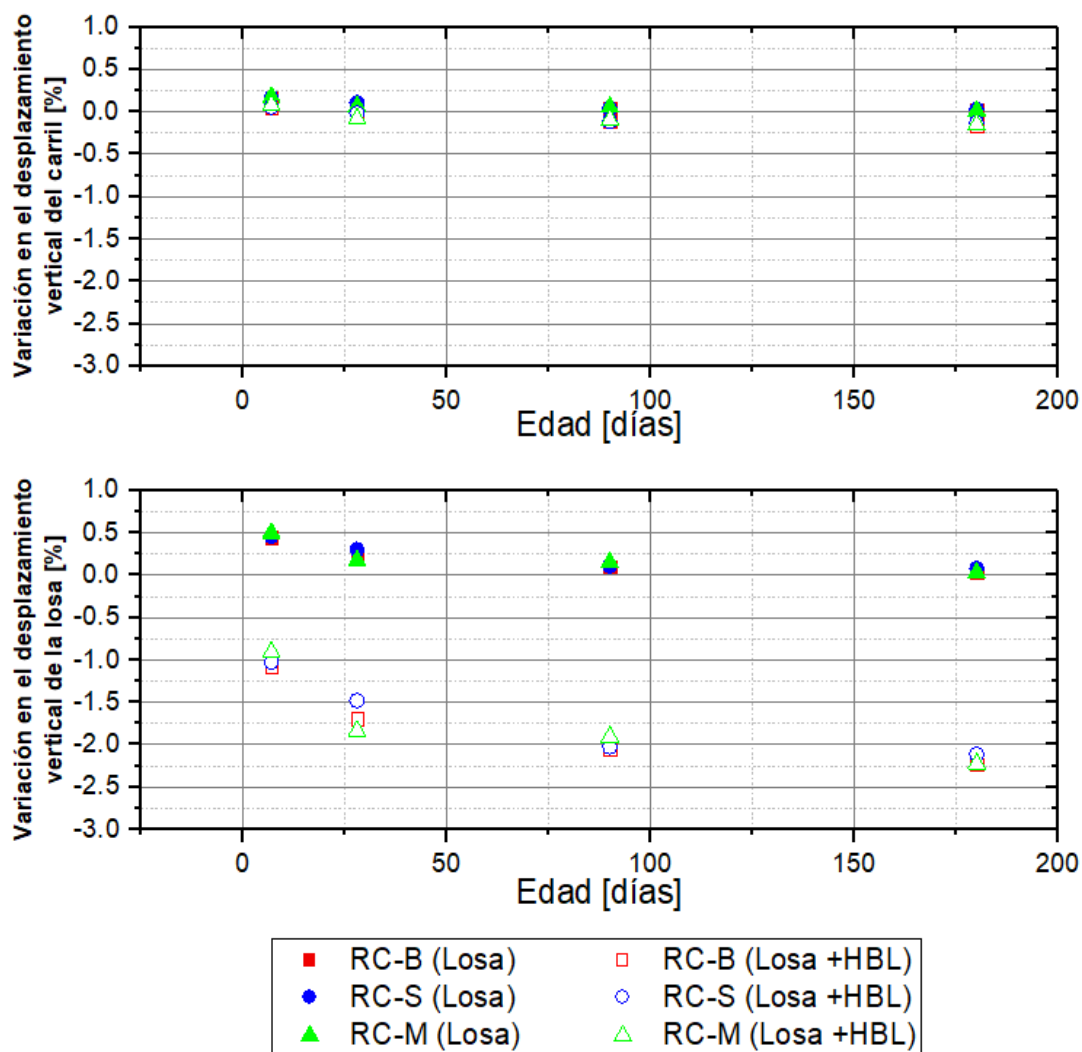 Variación en el desplazamiento
vertical del carril [%]
1.0
0.5
0.0
-0.5
-1.0
-1.5
-2.0
-2.5
-3.0
0 50 100 150 200
Edad [días]
Variación en el desplazamiento
vertical de la losa [%]
1.0
0.5
0.0
-0.5
-1.0
-1.5
-2.0
-2.5
-3.0
0 50 100 150 200
Edad [días]
RC-B (Losa) RC-B (Losa +HBL)
RC-S (Losa) RC-S (Losa +HBL)
RC-M (Losa) RC-M (Losa +HBL)